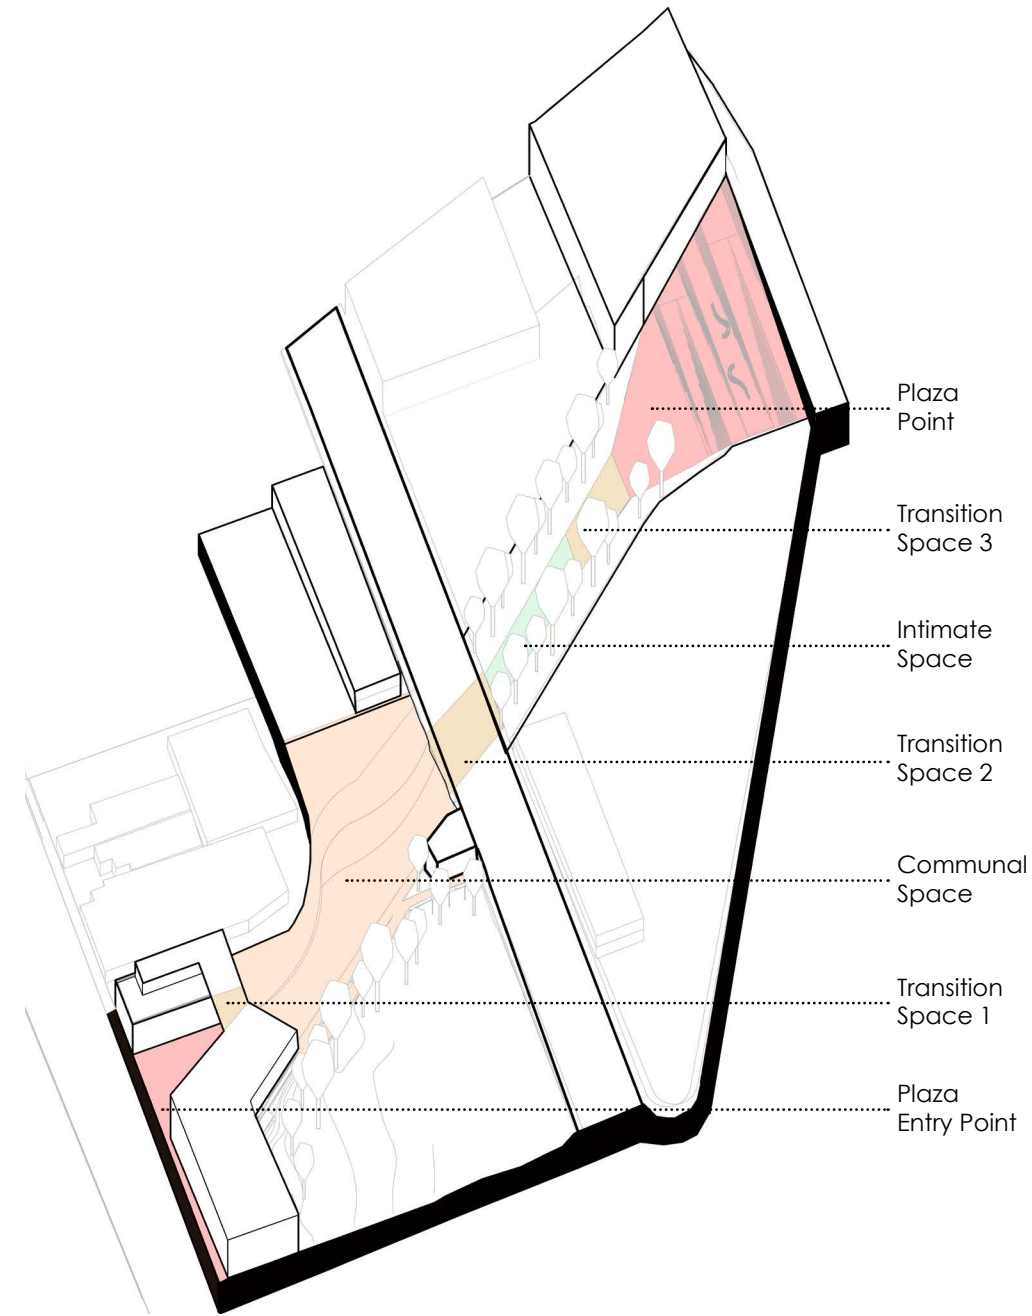 Plaza
Point
Transition
Space 3
Intimate
Space
Transition
Space 2
Communal
Space
Transition
Space 1
Plaza
Entry Point